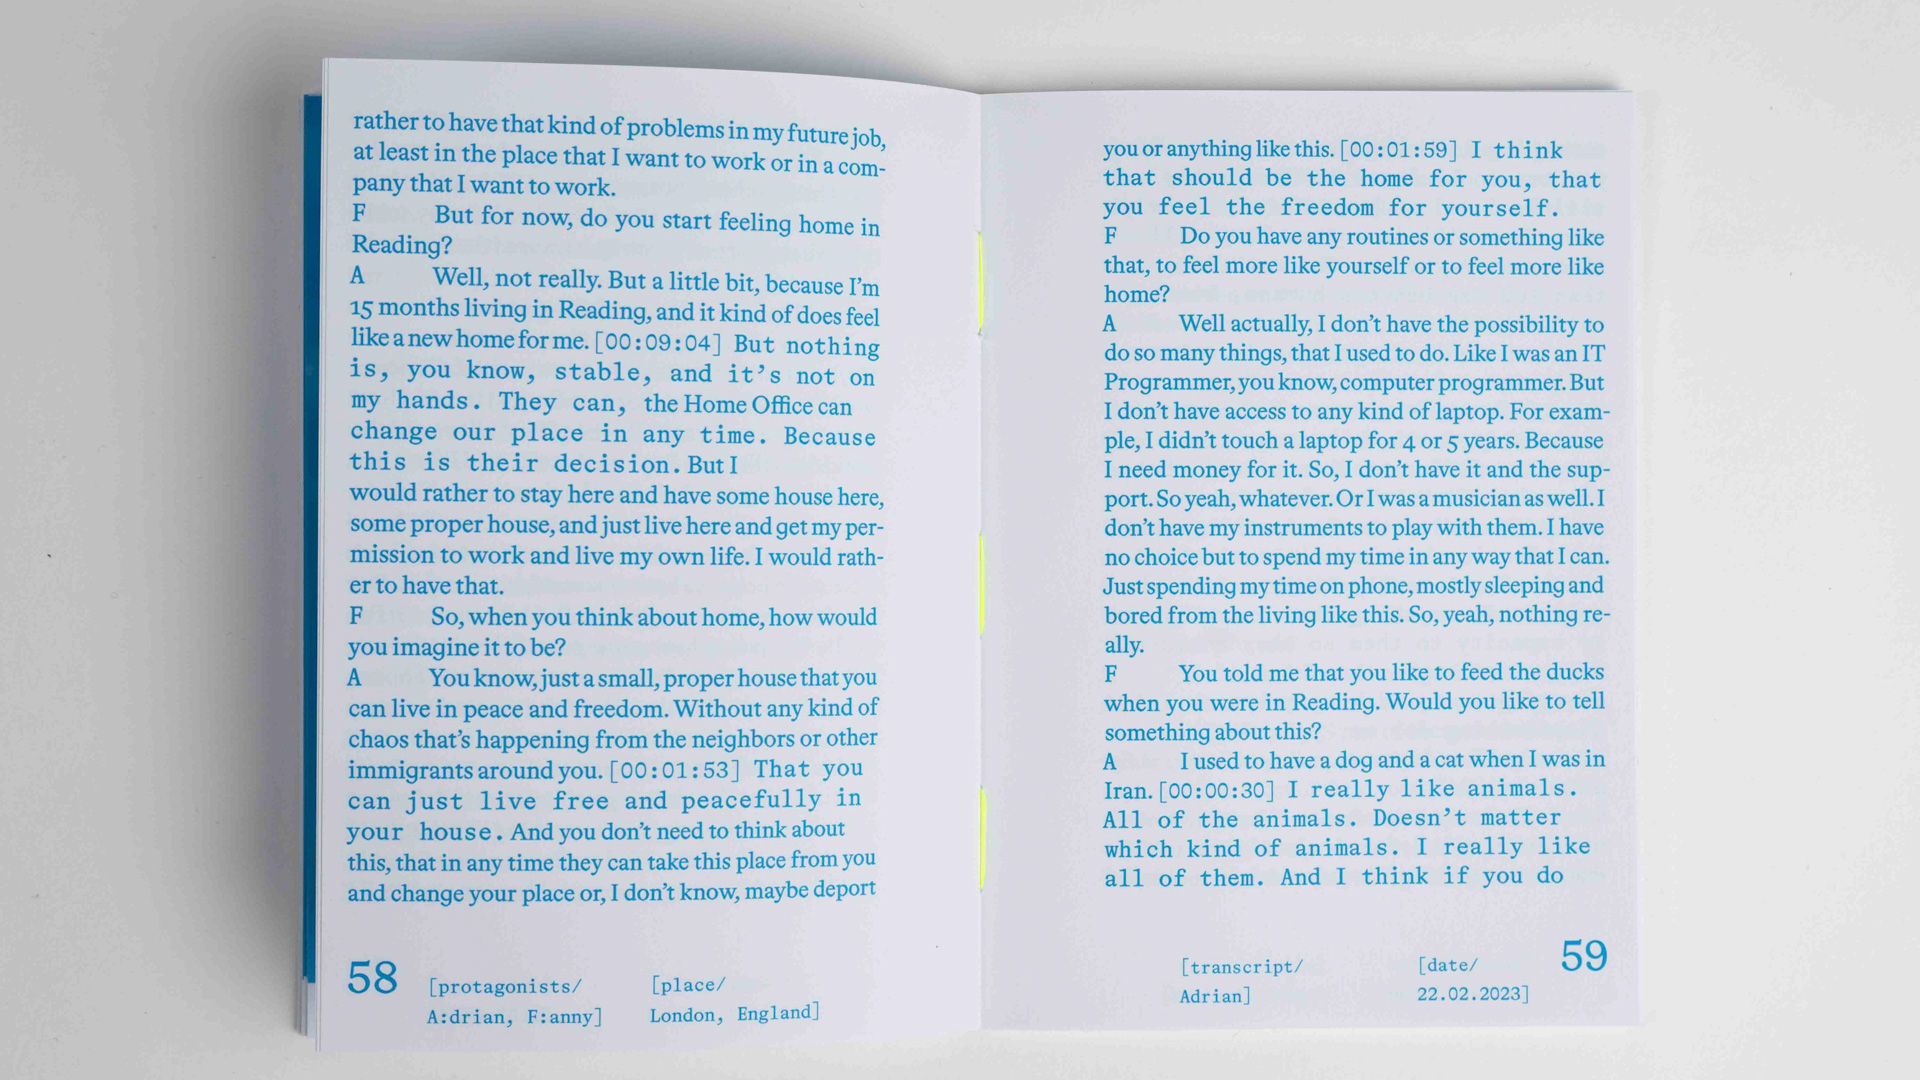 rather to have that kind of problems in my future job,
at least in the place that I want to work or in a com-
pany that I want to work.
F But for now, do you start feeling home in
Reading?
A Well, not really. But a little bit, because I’m
15 months living in Reading, and it kind of does feel
like a new home for me. [00:09:04] But nothing
is, you know, stable, and it’s not on
my hands. They can, the Home Office can
change our place in any time. Because
this is their decision. But I
would rather to stay here and have some house here,
some proper house, and just live here and get my per-
mission to work and live my own life. I would rath-
er to have that.
F So, when you think about home, how would
you imagine it to be?
A You know, just a small, proper house that you
can live in peace and freedom. Without any kind of
chaos that’s happening from the neighbors or other
immigrants around you. [00:01:53] That you
can just live free and peacefully in
your house. And you don’t need to think about
this, that in any time they can take this place from you
and change your place or, I don’t know, maybe deport
58
[protagonists/
A:drian, F:anny]
[place/
London, England]
you or anything like this. [00:01:59] I think
that should be the home for you, that
you feel the freedom for yourself.
F Do you have any routines or something like
that, to feel more like yourself or to feel more like
home?
A Well actually, I don’t have the possibility to
do so many things, that I used to do. Like I was an IT
Programmer, you know, computer programmer. But
I don’t have access to any kind of laptop. For exam-
ple, I didn’t touch a laptop for 4 or 5 years. Because
I need money for it. So, I don’t have it and the sup-
port. So yeah, whatever. Or I was a musician as well. I
don’t have my instruments to play with them. I have
no choice but to spend my time in any way that I can.
Just spending my time on phone, mostly sleeping and
bored from the living like this. So, yeah, nothing re-
ally.
F You told me that you like to feed the ducks
when you were in Reading. Would you like to tell
something about this?
A I used to have a dog and a cat when I was in
Iran. [00:00:30] I really like animals.
All of the animals. Doesn’t matter
which kind of animals. I really like
all of them. And I think if you do
[transcript/
Adrian]
[date/
22.02.2023]
59